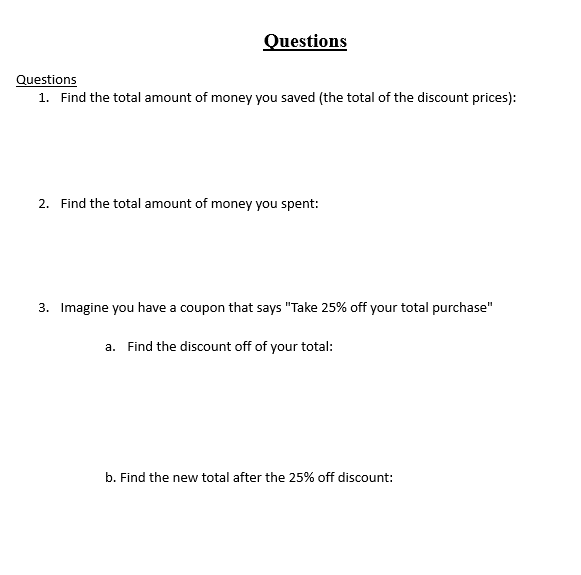 Questions
Questions
1. Find the total amount of money you saved (the total of the discount prices):
2. Find the total amount of money you spent:
3. Imagine you have a coupon that says "Take 25% off your total purchase"
a. Find the discount off of your total:
b. Find the new total after the 25% off discount: